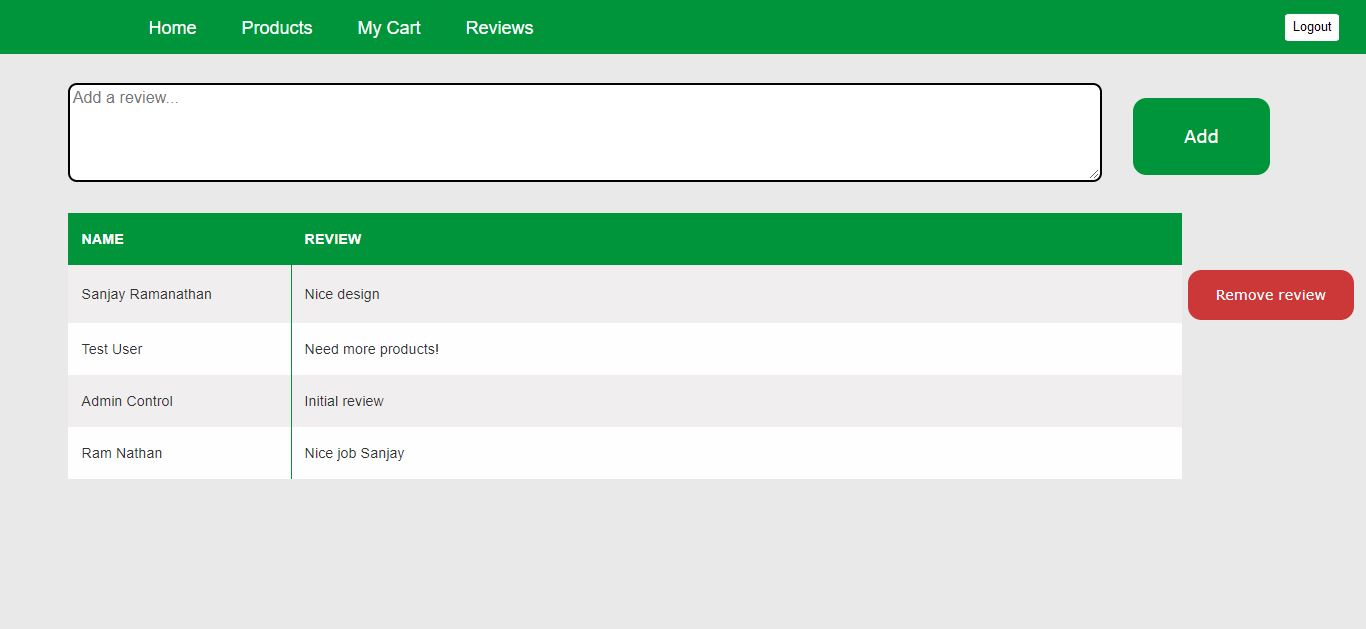 Home Products My Cart Reviews Logout
Add a review...
Add
NAME REVIEW
Sanjay Ramanathan Nice design Remove review
Test User Need more products!
Admin Control Initial review
Ram Nathan Nice job Sanjay